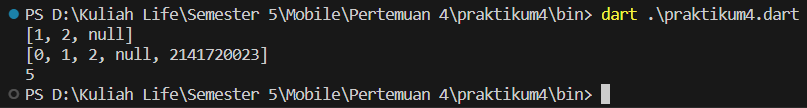 PS D:\Kuliah Life\Semester 5\Mobile\Pertemuan 4\praktikum4\bin> dart .\praktikum4.dart
[1, 2, null]
[0, 1, 2, null, 2141720023]
5
PS D:\Kuliah Life\Semester 5\Mobile\Pertemuan 4\praktikum4\bin>